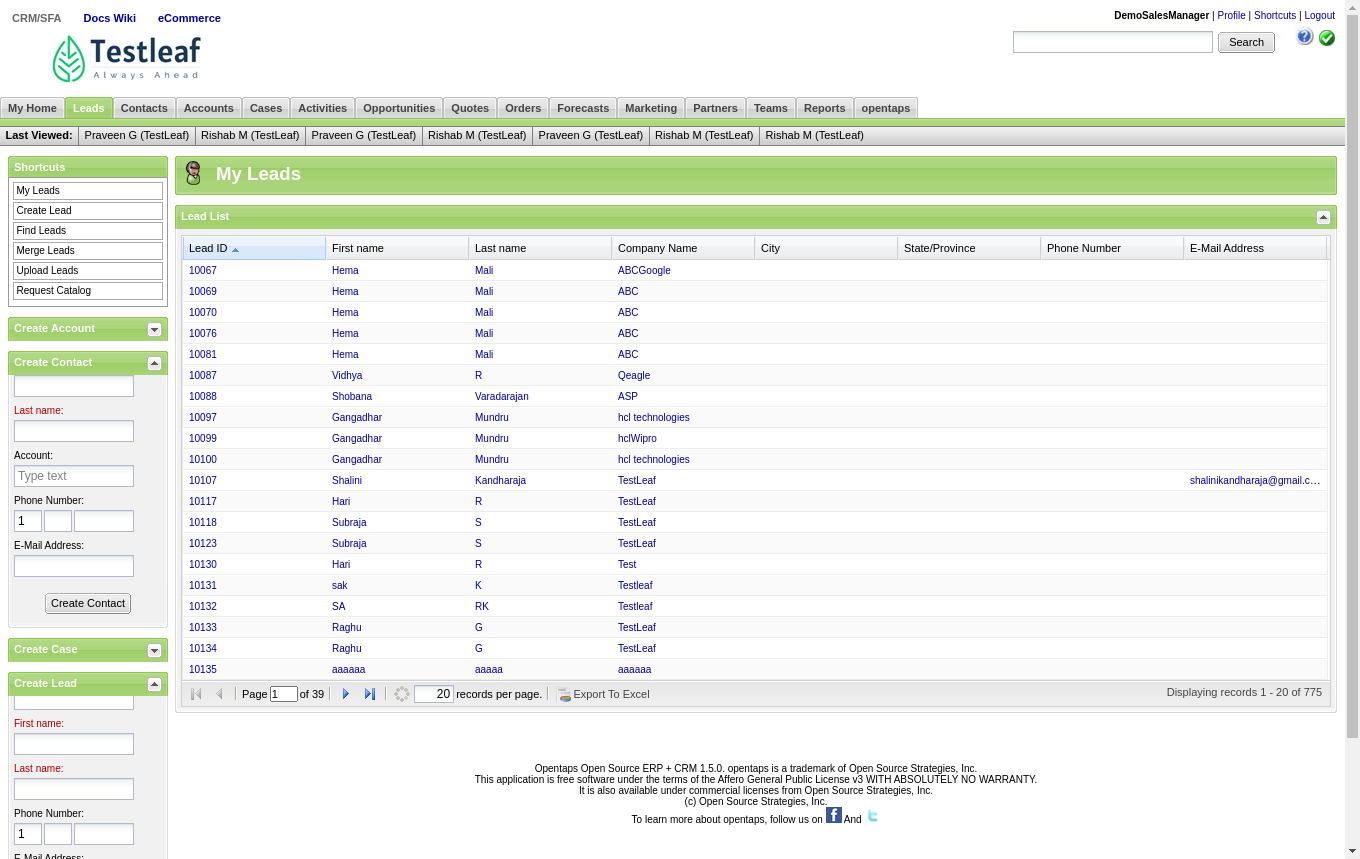 CRM/SFA Docs Wiki eCommerce
DemoSalesManager | Profile | Shortcuts | Logout
Testleaf
Always Ahead
Search
My Home Leads Contacts Accounts Cases Activities Opportunities Quotes Orders Forecasts Marketing Partners Teams Reports opentaps
Last Viewed: Praveen G (TestLeaf) Rishab M (TestLeaf) Praveen G (TestLeaf) Rishab M (TestLeaf) Praveen G (TestLeaf) Rishab M (TestLeaf) Rishab M (TestLeaf)
Shortcuts
My Leads
Create Lead
Find Leads
Merge Leads
Upload Leads
Request Catalog
Create Account
Create Contact
Last name:
Account:
Type text
Phone Number:
1
E-Mail Address:
Create Contact
Create Case
Create Lead
First name:
Last name:
Phone Number:
1
E-Mail Address:
My Leads
Lead List
Lead ID First name Last name Company Name City State/Province Phone Number E-Mail Address
10067 Hema Mali ABCGoogle
10069 Hema Mali ABC
10070 Hema Mali ABC
10076 Hema Mali ABC
10081 Hema Mali ABC
10087 Vidhya R Qeagle
10088 Shobana Varadarajan ASP
10097 Gangadhar Mundru hcl technologies
10099 Gangadhar Mundru hclWipro
10100 Gangadhar Mundru hcl technologies
10107 Shalini Kandharaja TestLeaf shalinikandharaja@gmail.c...
10117 Hari R TestLeaf
10118 Subraja S TestLeaf
10123 Subraja S TestLeaf
10130 Hari R Test
10131 sak K Testleaf
10132 SA RK Testleaf
10133 Raghu G TestLeaf
10134 Raghu G TestLeaf
10135 aaaaaa aaaaa aaaaaa
Page 1 of 39 20 records per page. Export To Excel Displaying records 1 - 20 of 775
Opentaps Open Source ERP + CRM 1.5.0. opentaps is a trademark of Open Source Strategies, Inc.
This application is free software under the terms of the Affero General Public License v3 WITH ABSOLUTELY NO WARRANTY.
It is also available under commercial licenses from Open Source Strategies, Inc.
(c) Open Source Strategies, Inc.
To learn more about opentaps, follow us on f And t